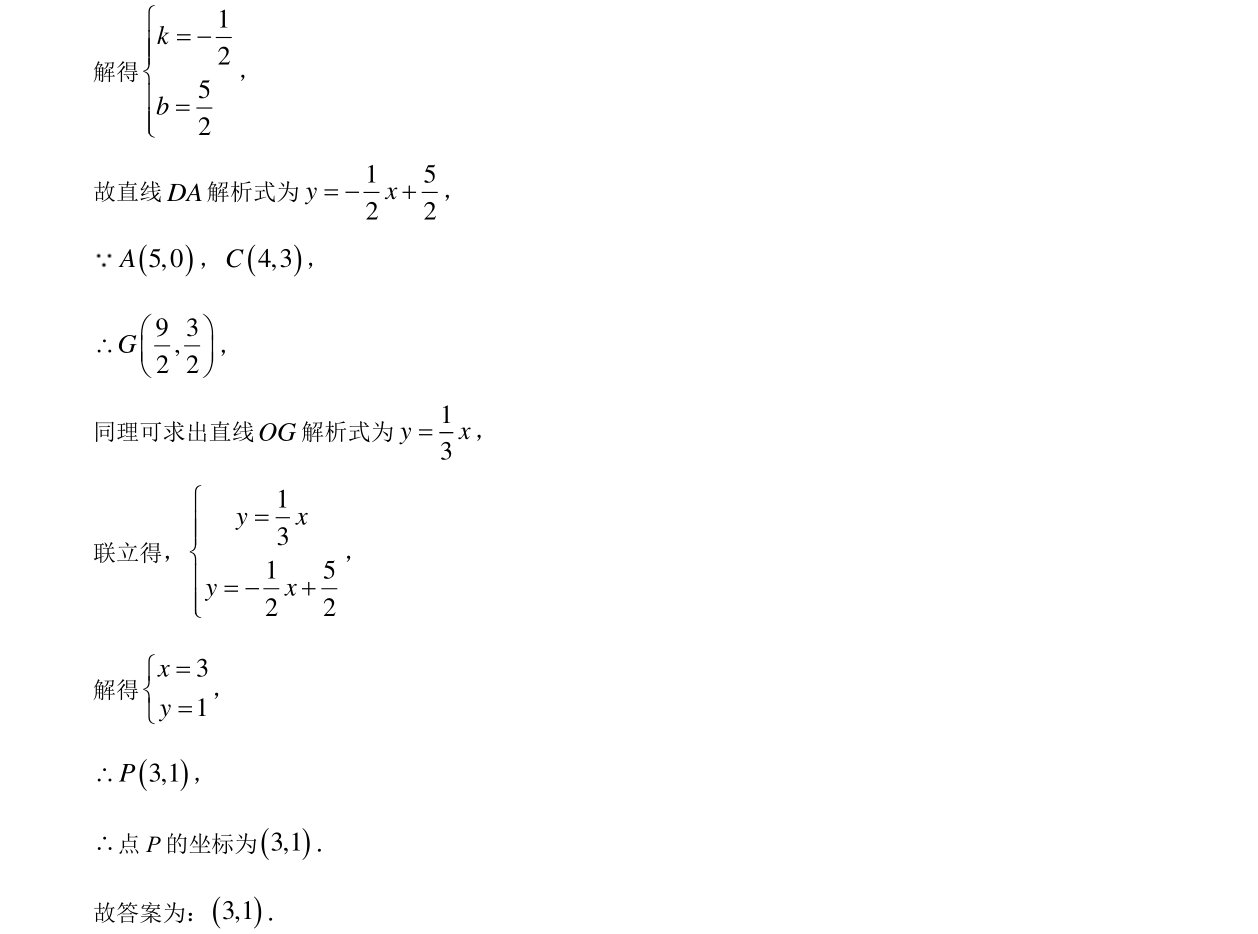 解得{k=-1/2, b=5/2,
故直线DA解析式为y=-1/2x+5/2,
∵A(5,0)，C(4,3)，
∴G(9/2,3/2)，
同理可求出直线OG解析式为y=1/3x，
联立得，{y=1/3x, y=-1/2x+5/2，
解得{x=3, y=1，
∴P(3,1)，
∴点P的坐标为(3,1)．
故答案为：(3,1)．